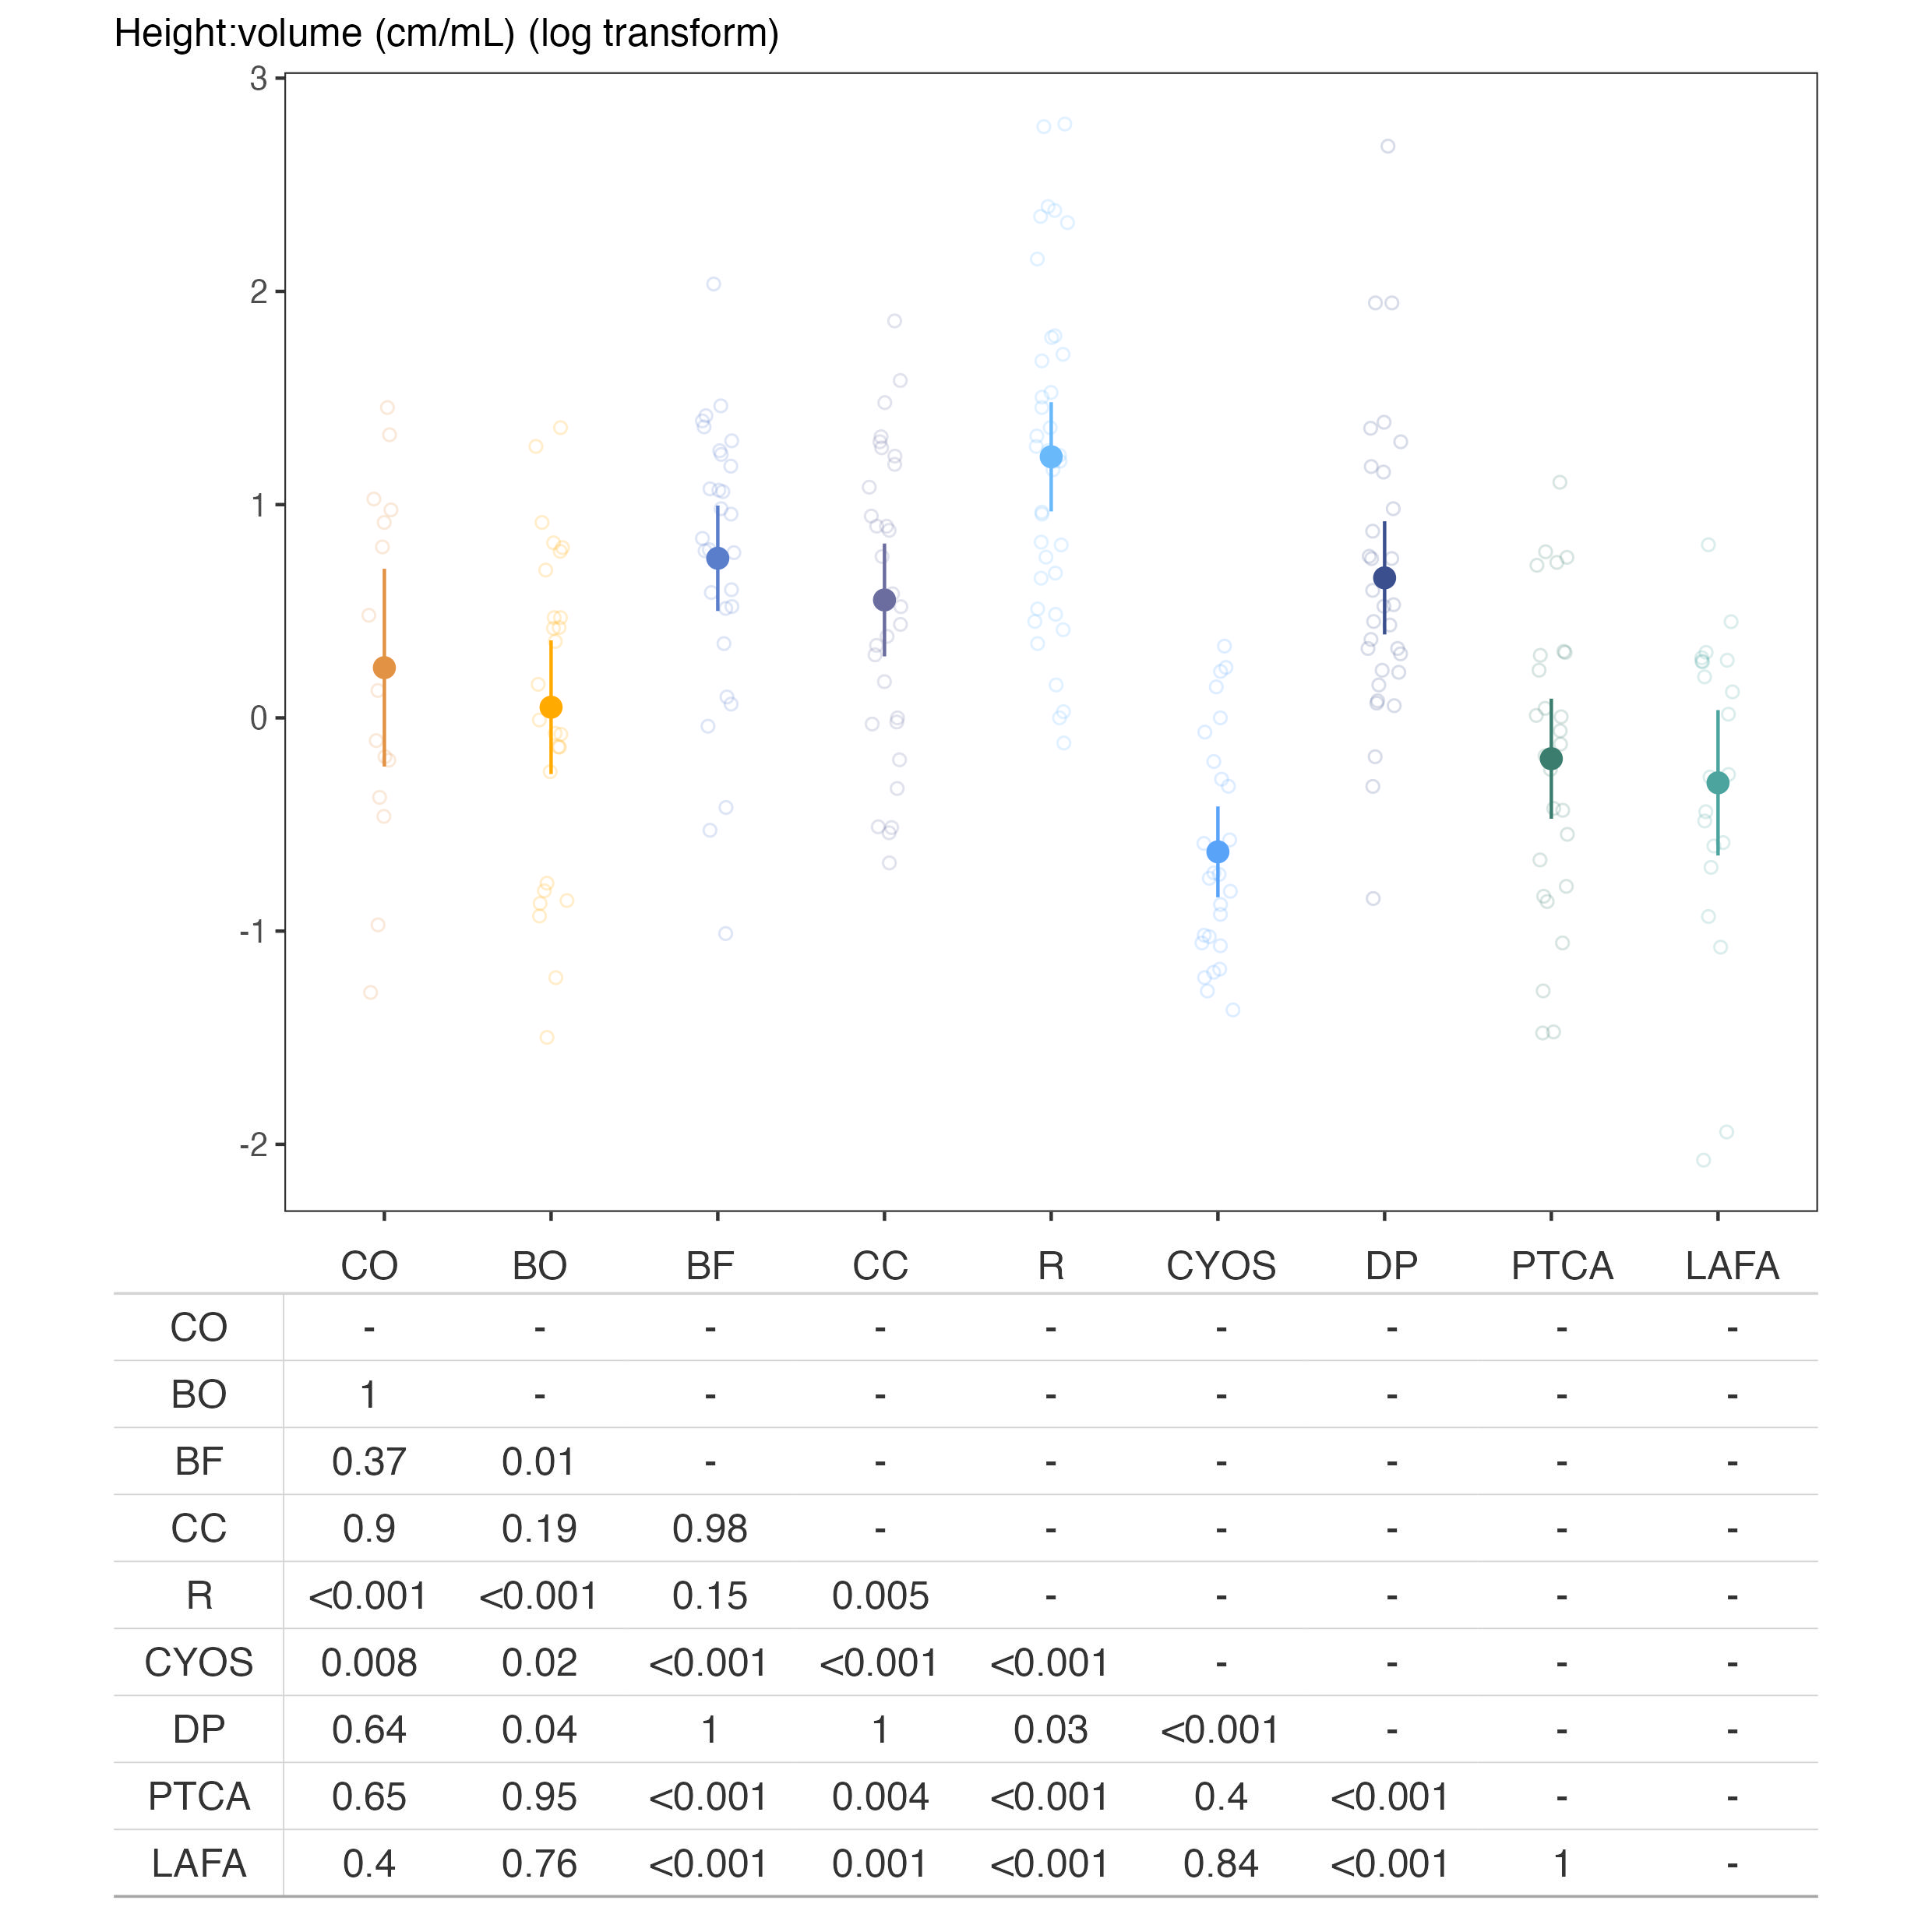 Height:volume (cm/mL) (log transform)
3
2
1
0
-1
-2
CO BO BF CC R CYOS DP PTCA LAFA
CO - - - - - - - - -
BO 1 - - - - - - - -
BF 0.37 0.01 - - - - - - -
CC 0.9 0.19 0.98 - - - - - -
R <0.001 <0.001 0.15 0.005 - - - - -
CYOS 0.008 0.02 <0.001 <0.001 <0.001 - - - -
DP 0.64 0.04 1 1 0.03 <0.001 - - -
PTCA 0.65 0.95 <0.001 0.004 <0.001 0.4 <0.001 - -
LAFA 0.4 0.76 <0.001 0.001 <0.001 0.84 <0.001 1 -